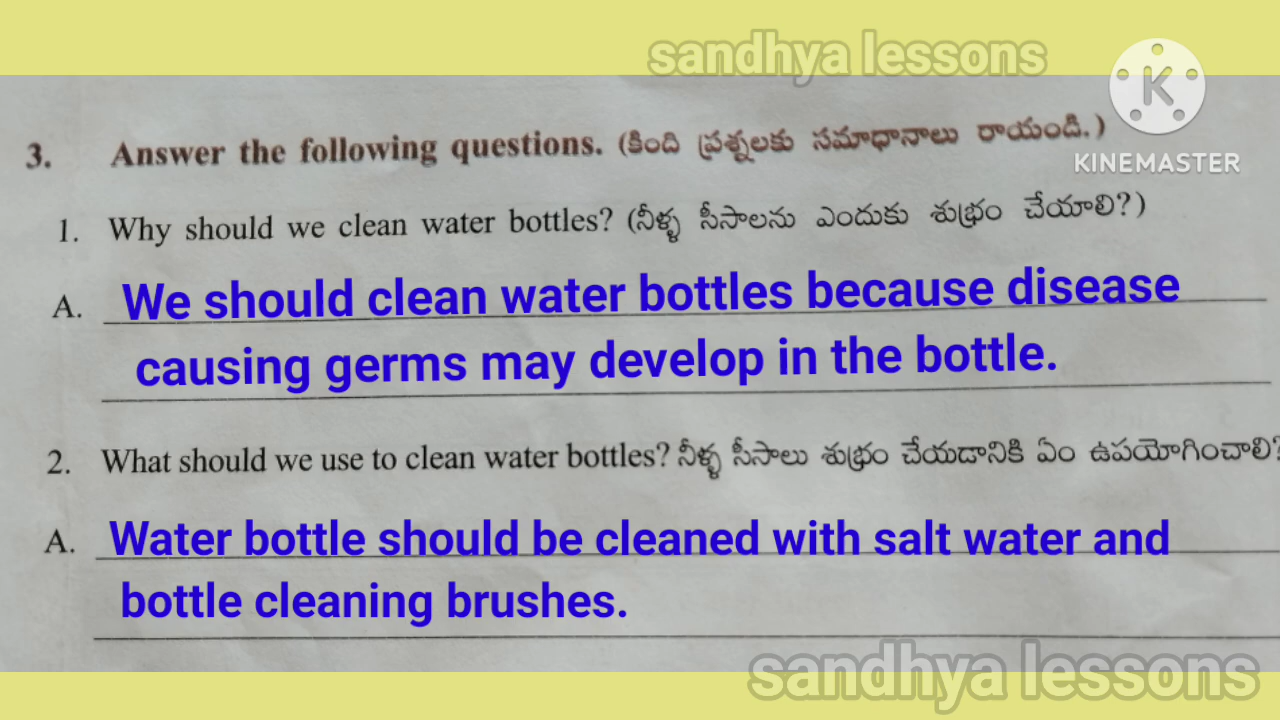 sandhya lessons
KINEMASTER
3. Answer the following questions. (కింది ప్రశ్నలకు సమాధానాలు రాయండి.)
1. Why should we clean water bottles? (నీళ్ళ సీసాలను ఎందుకు శుభ్రం చేయాలి?)
A. We should clean water bottles because disease
causing germs may develop in the bottle.
2. What should we use to clean water bottles? నీళ్ళ సీసాలు శుభ్రం చేయడానికి ఏం ఉపయోగించాలి?
A. Water bottle should be cleaned with salt water and
bottle cleaning brushes.
sandhya lessons